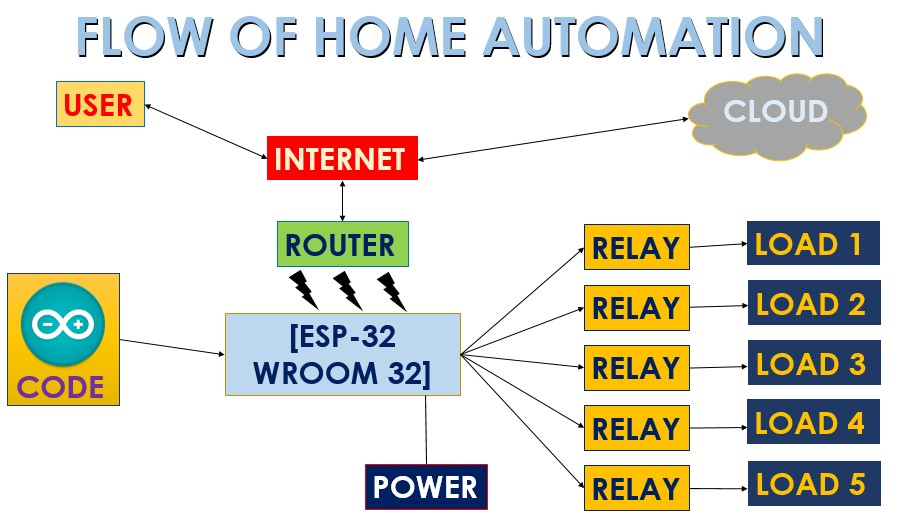 FLOW OF HOME AUTOMATION
USER
CLOUD
INTERNET
ROUTER
RELAY
LOAD 1
RELAY
LOAD 2
CODE
[ESP-32
WROOM 32]
RELAY
LOAD 3
RELAY
LOAD 4
POWER
RELAY
LOAD 5